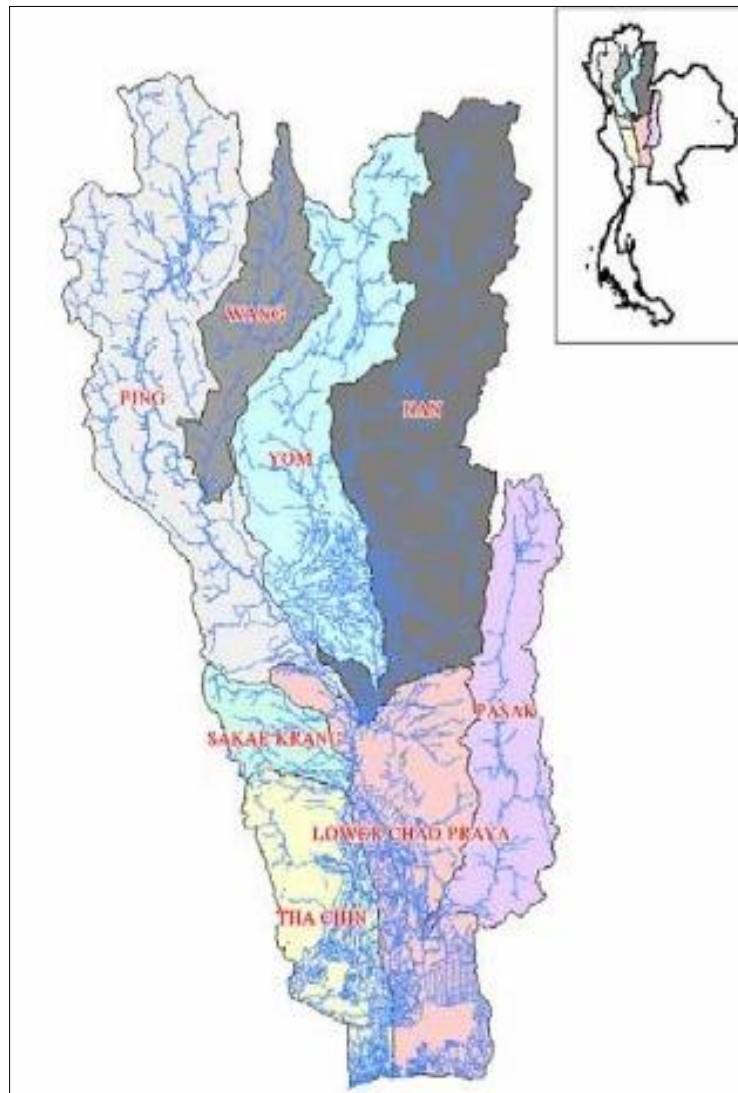 WANG
PING
NAN
YOM
PASAK
SAKAE KRANG
LOWER CHAO PRAYA
THA CHIN